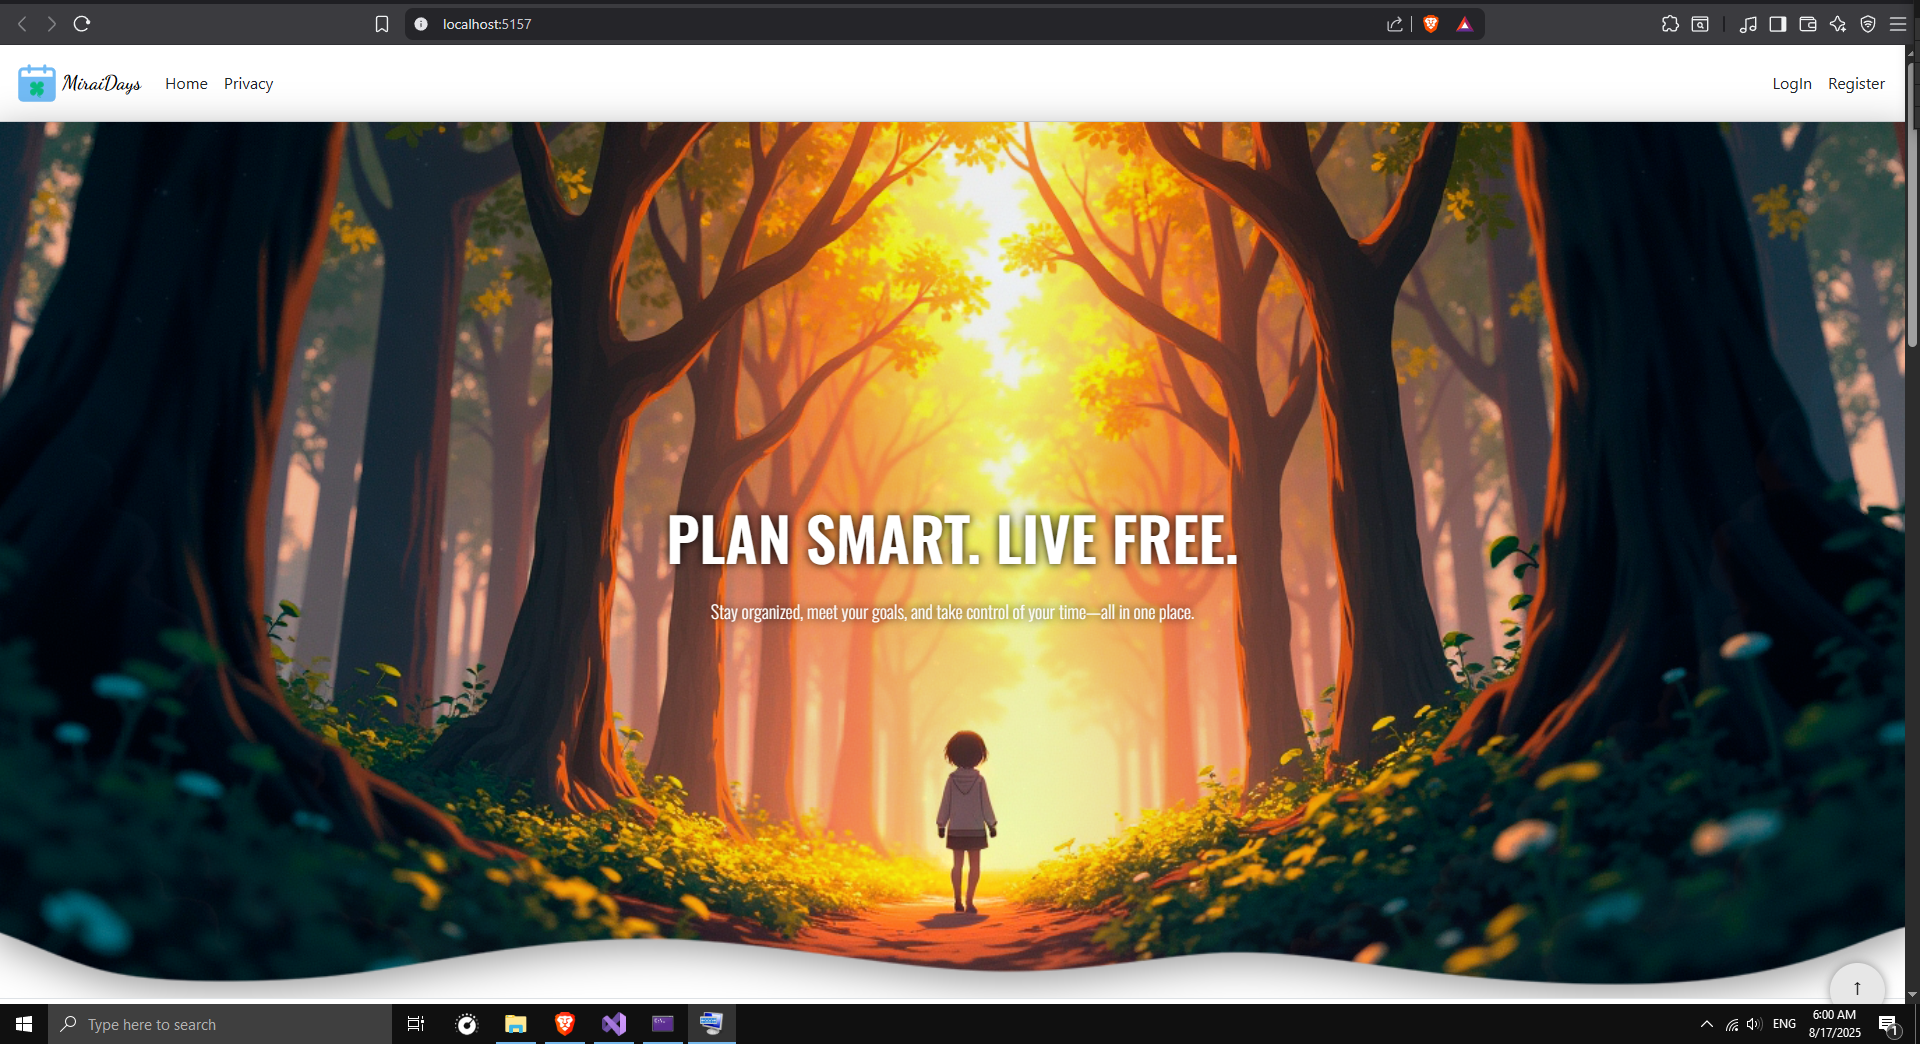 localhost:5157
MiraiDays Home Privacy LogIn Register
PLAN SMART. LIVE FREE.
Stay organized, meet your goals, and take control of your time—all in one place.
↑
Type here to search
ENG
6:00 AM
8/17/2025
1